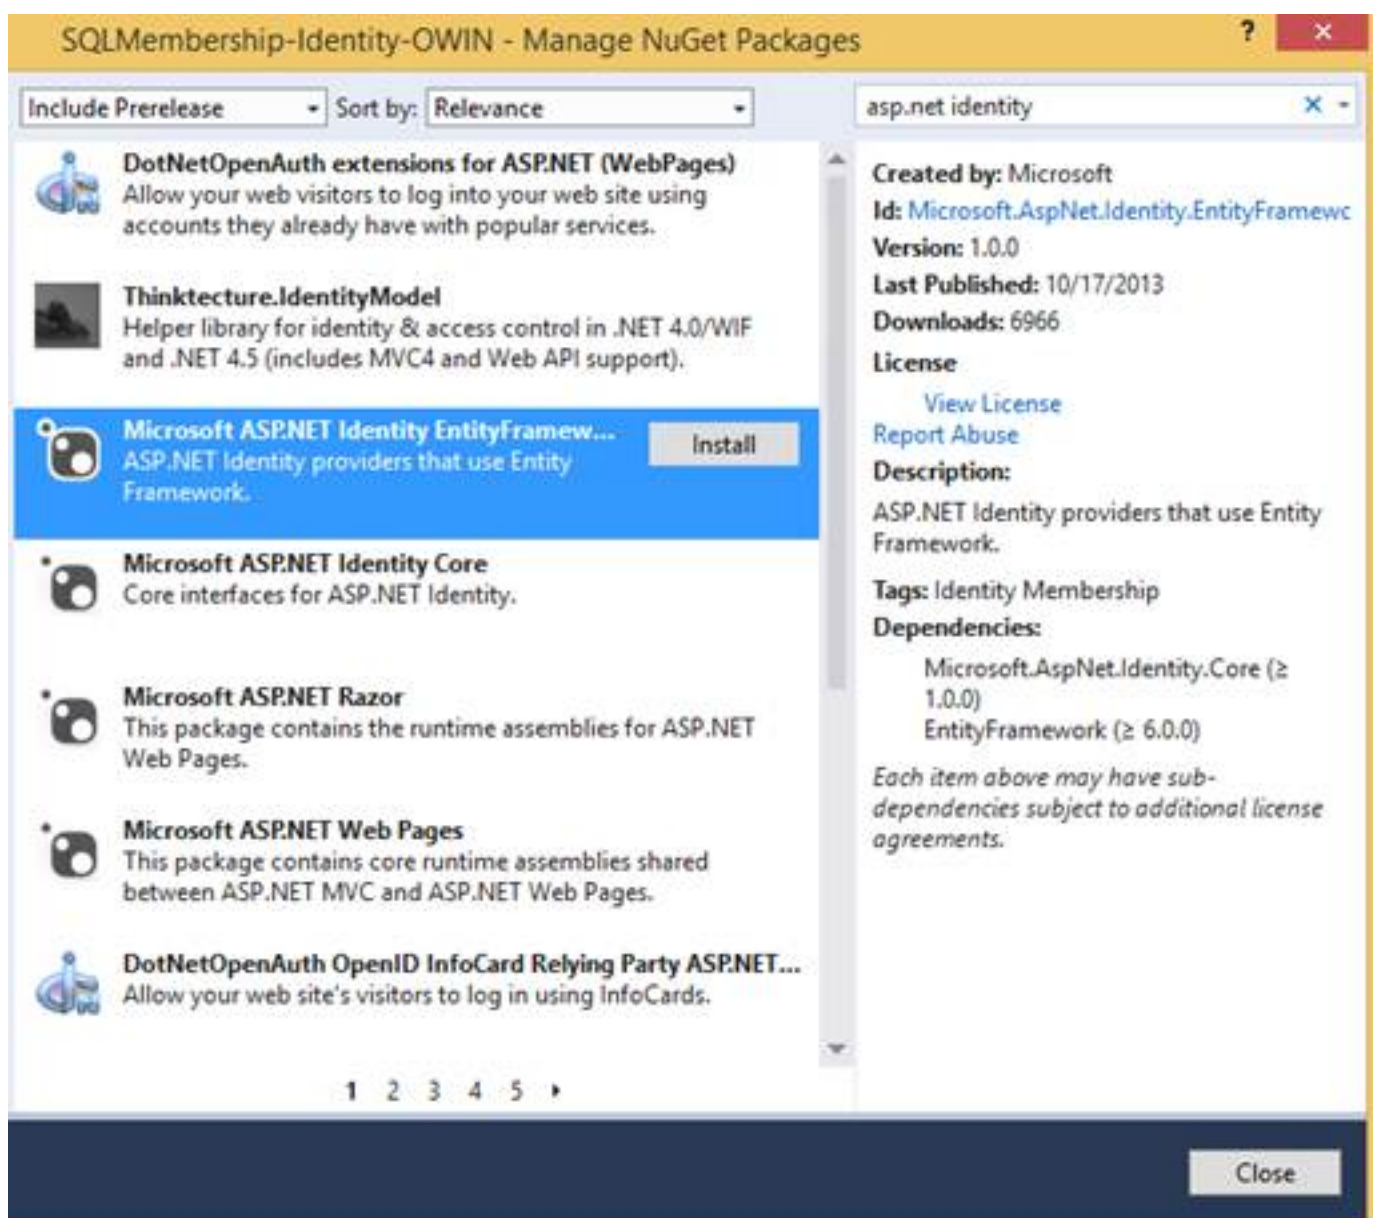 SQLMembership-Identity-OWIN - Manage NuGet Packages
?
×
Include Prerelease
Sort by:
Relevance
asp.net identity
×
DotNetOpenAuth extensions for ASP.NET (WebPages)
Allow your web visitors to log into your web site using
accounts they already have with popular services.
Thinktecture.IdentityModel
Helper library for identity & access control in .NET 4.0/WIF
and .NET 4.5 (includes MVC4 and Web API support).
Microsoft ASP.NET Identity EntityFramew...
Install
ASP.NET Identity providers that use Entity
Framework.
Microsoft ASP.NET Identity Core
Core interfaces for ASP.NET Identity.
Microsoft ASP.NET Razor
This package contains the runtime assemblies for ASP.NET
Web Pages.
Microsoft ASP.NET Web Pages
This package contains core runtime assemblies shared
between ASP.NET MVC and ASP.NET Web Pages.
DotNetOpenAuth OpenID InfoCard Relying Party ASP.NET...
Allow your web site's visitors to log in using InfoCards.
1 2 3 4 5
Created by: Microsoft
Id: Microsoft.AspNet.Identity.EntityFramewc
Version: 1.0.0
Last Published: 10/17/2013
Downloads: 6966
License
View License
Report Abuse
Description:
ASP.NET Identity providers that use Entity
Framework.
Tags: Identity Membership
Dependencies:
Microsoft.AspNet.Identity.Core (≥
1.0.0)
EntityFramework (≥ 6.0.0)
Each item above may have sub-
dependencies subject to additional license
agreements.
Close